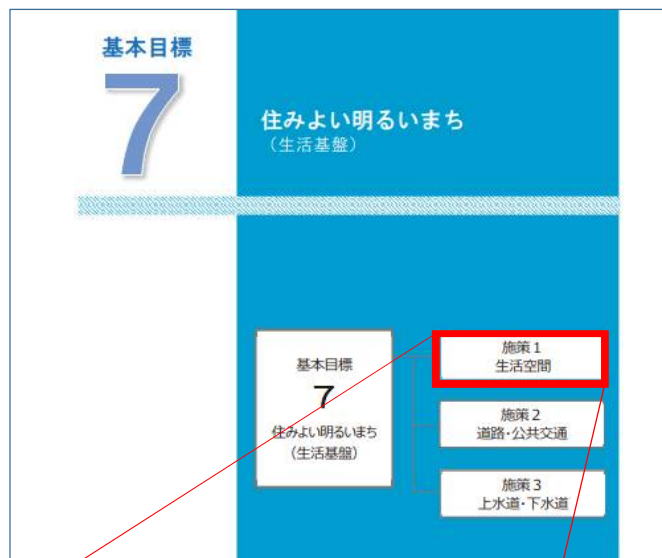 基本目標
7
住みよい明るいまち
(生活基盤)
基本目標
7
住みよい明るいまち
(生活基盤)
施策1
生活空間
施策2
道路・公共交通
施策3
上水道・下水道